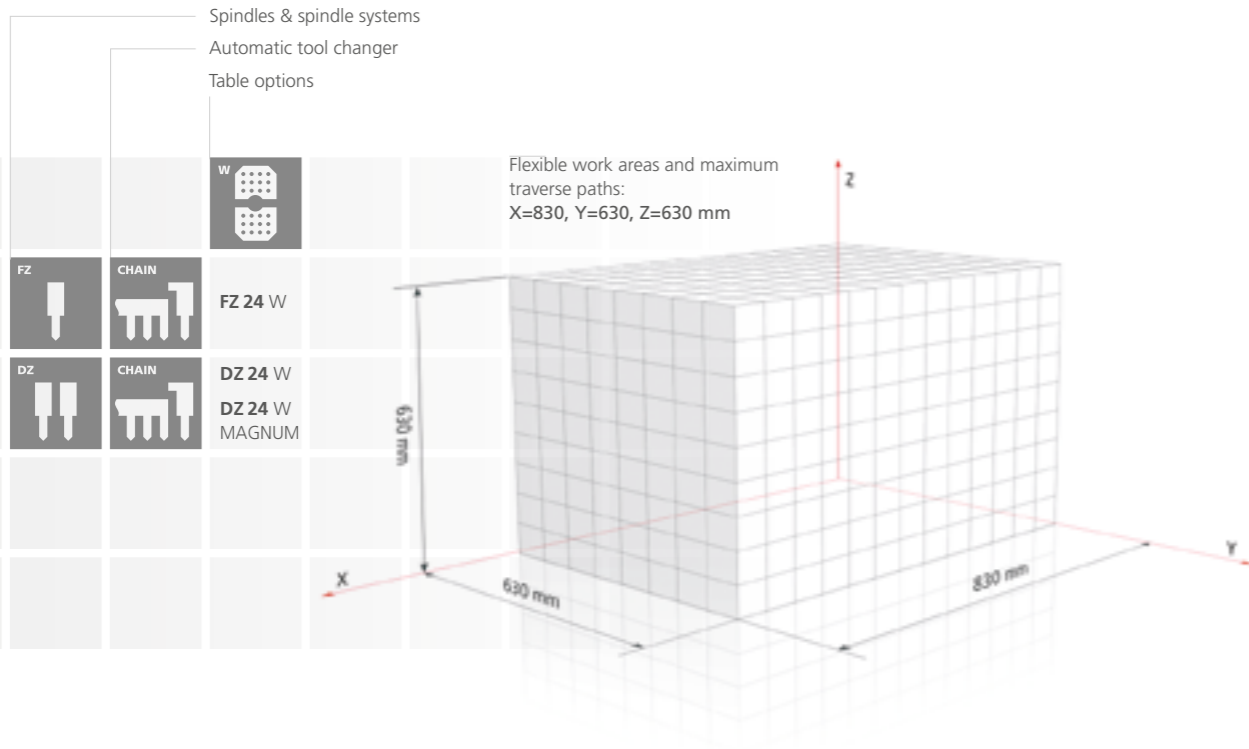 Spindles & spindle systems
Automatic tool changer
Table options
W
Flexible work areas and maximum
traverse paths:
X=830, Y=630, Z=630 mm
Z
FZ
CHAIN
FZ 24 W
DZ
CHAIN
DZ 24 W
DZ 24 W
MAGNUM
630 mm
X
630 mm
830 mm
Y